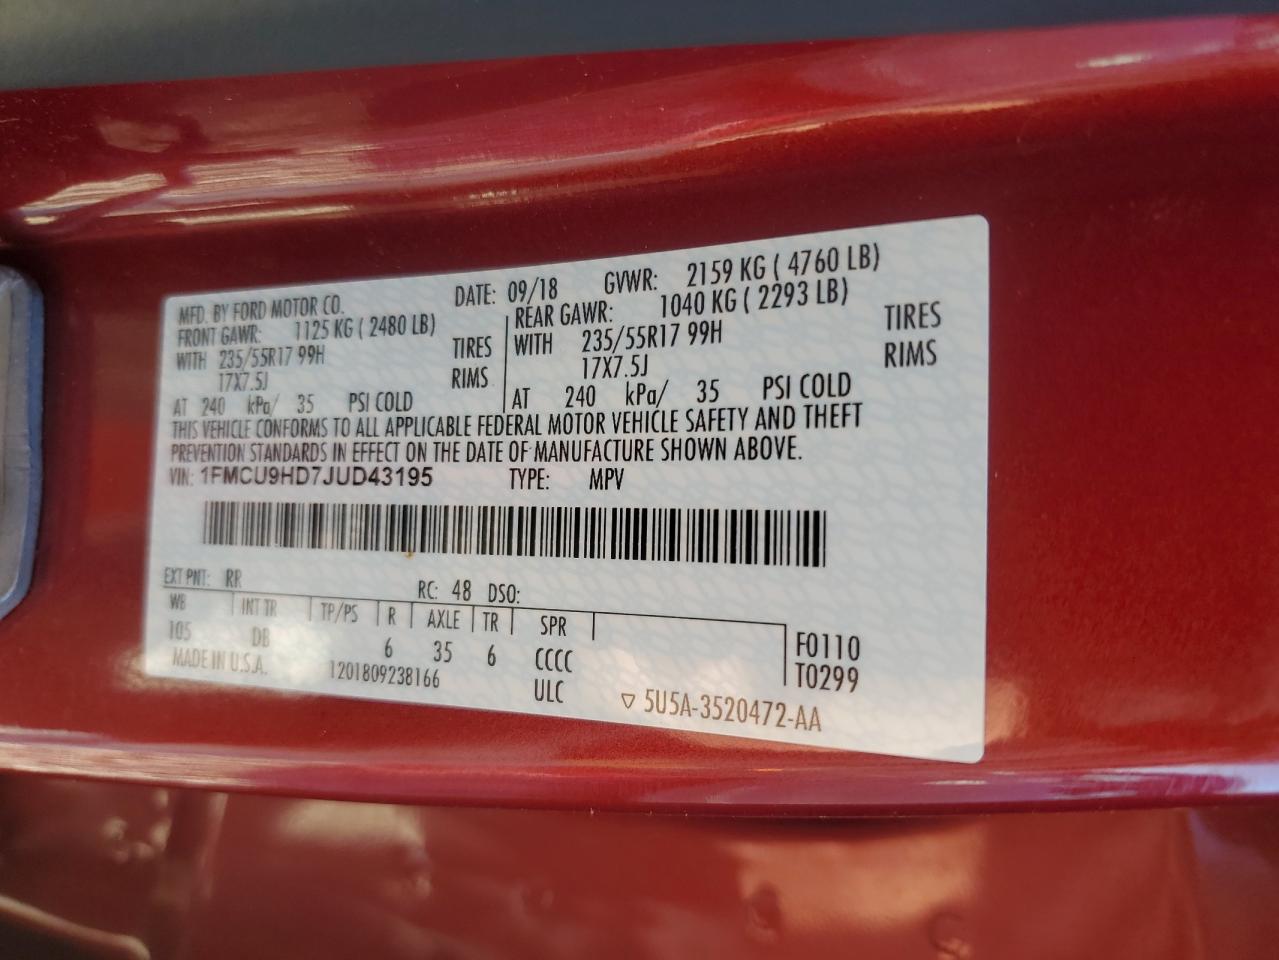 MFD. BY FORD MOTOR CO. DATE: 09/18 GVWR: 2159 KG ( 4760 LB)
FRONT GAWR: 1125 KG ( 2480 LB) REAR GAWR: 1040 KG ( 2293 LB)
WITH 235/55R17 99H TIRES WITH 235/55R17 99H TIRES
17X7.5J RIMS 17X7.5J RIMS
AT 240 kPa/ 35 PSI COLD AT 240 kPa/ 35 PSI COLD
THIS VEHICLE CONFORMS TO ALL APPLICABLE FEDERAL MOTOR VEHICLE SAFETY AND THEFT
PREVENTION STANDARDS IN EFFECT ON THE DATE OF MANUFACTURE SHOWN ABOVE.
VIN: 1FMCU9HD7JUD43195 TYPE: MPV
EXT PNT: RR RC: 48 DSO:
WB INT TR TP/PS R AXLE TR SPR
105 DB 6 35 6 CCCC F0110
MADE IN U.S.A. 1201809238166 ULC T0299
5U5A-3520472-AA